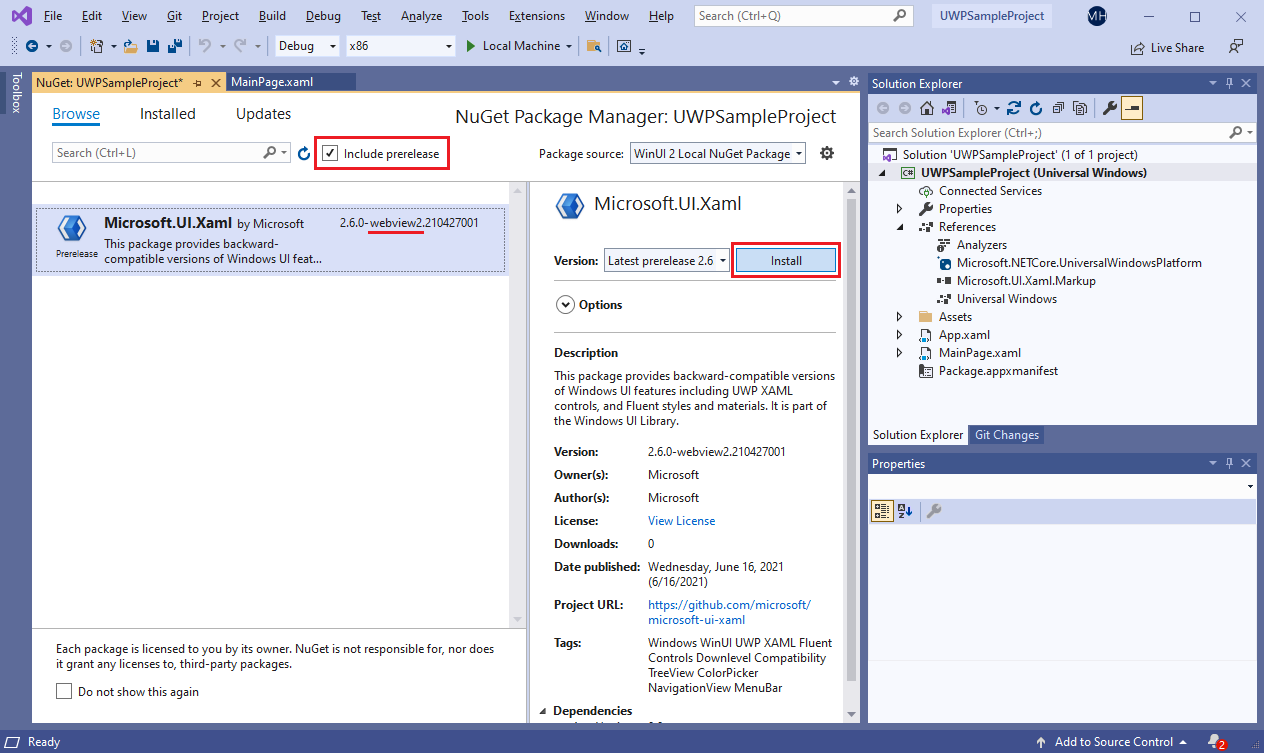 File Edit View Git Project Build Debug Test Analyze Tools Extensions Window Help Search (Ctrl+Q) UWPSampleProject MH
Debug x86 Local Machine Live Share
Toolbox
NuGet: UWPSampleProject* MainPage.xaml
Browse Installed Updates
NuGet Package Manager: UWPSampleProject
Search (Ctrl+L) Include prerelease Package source: WinUI 2 Local NuGet Package
Microsoft.UI.Xaml by Microsoft 2.6.0-webview2.210427001
Prerelease
This package provides backward-
compatible versions of Windows UI feat...
Each package is licensed to you by its owner. NuGet is not responsible for, nor does
it grant any licenses to, third-party packages.
Do not show this again
Microsoft.UI.Xaml
Version: Latest prerelease 2.6 Install
Options
Description
This package provides backward-compatible versions
of Windows UI features including UWP XAML
controls, and Fluent styles and materials. It is part of
the Windows UI Library.
Version: 2.6.0-webview2.210427001
Owner(s): Microsoft
Author(s): Microsoft
License: View License
Downloads: 0
Date published: Wednesday, June 16, 2021
(6/16/2021)
Project URL: https://github.com/microsoft/
microsoft-ui-xaml
Tags: Windows WinUI UWP XAML Fluent
Controls Downlevel Compatibility
TreeView ColorPicker
NavigationView MenuBar
Dependencies
Solution Explorer
Search Solution Explorer (Ctrl+;)
Solution 'UWPSampleProject' (1 of 1 project)
C# UWPSampleProject (Universal Windows)
Connected Services
Properties
References
Analyzers
Microsoft.NETCore.UniversalWindowsPlatform
Microsoft.UI.Xaml.Markup
Universal Windows
Assets
App.xaml
MainPage.xaml
Package.appxmanifest
Solution Explorer Git Changes
Properties
Ready Add to Source Control 2